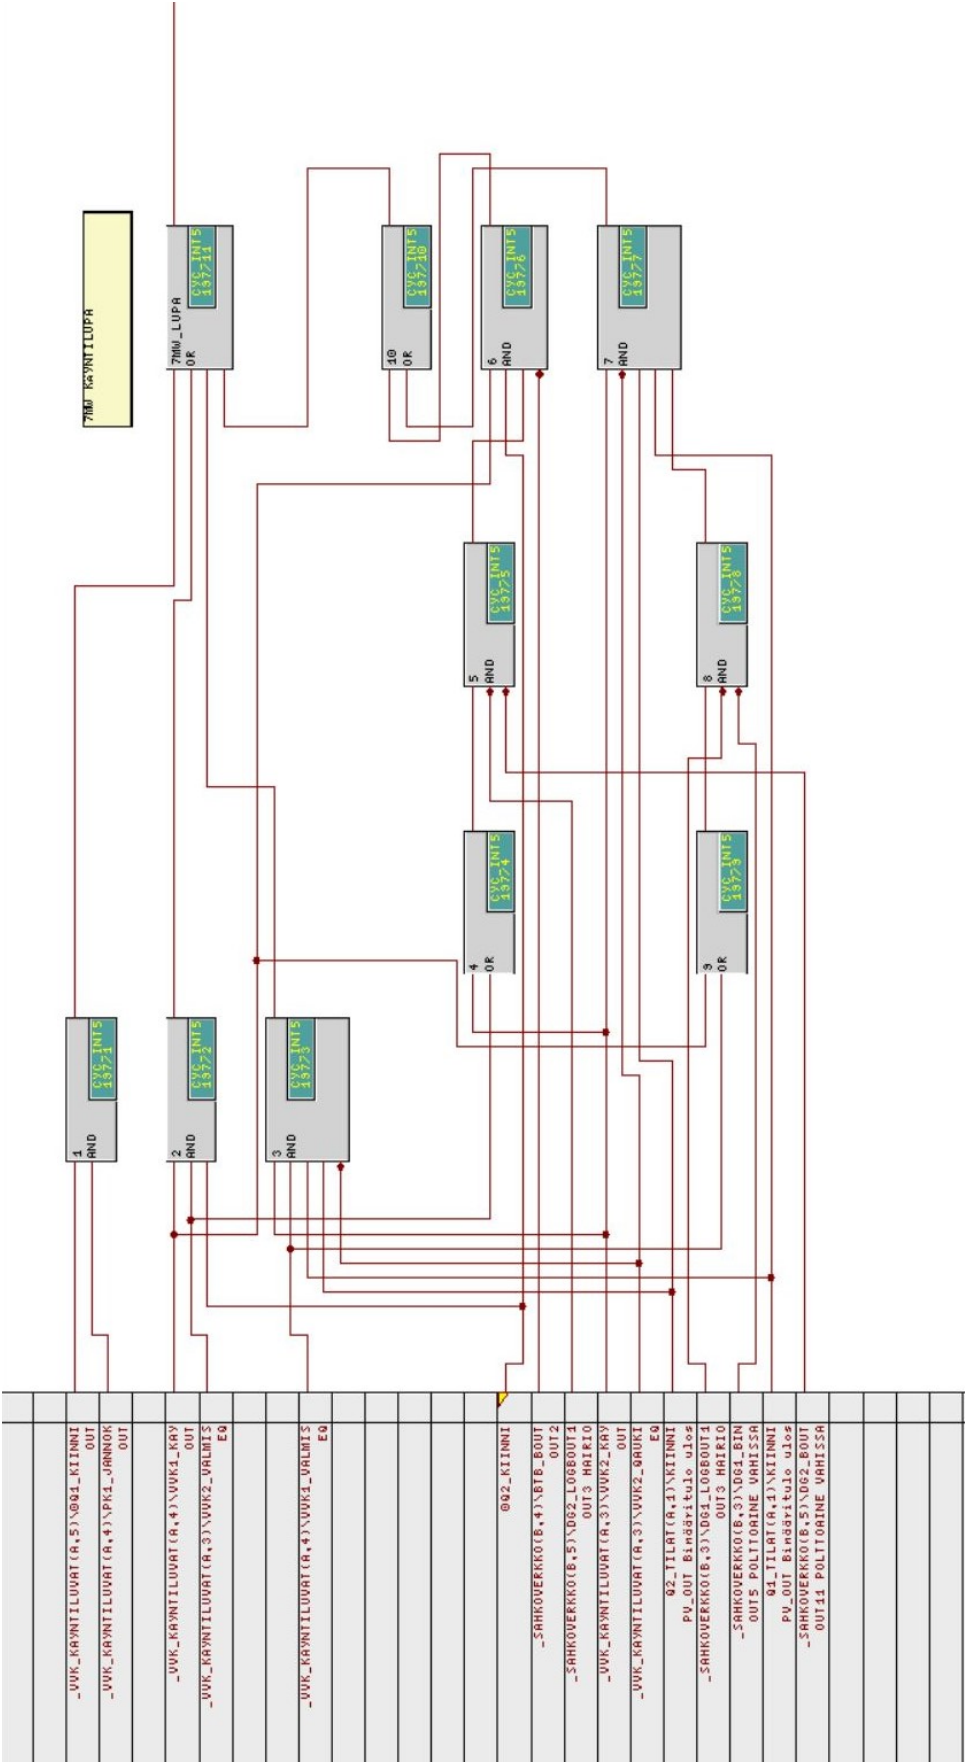 7MW KÄYNTILUPA
7MW_LUPA
OR
CYC_INT5
197/11
10
OR
CYC_INT5
197/10
6
AND
CYC_INT5
197/6
7
AND
CYC_INT5
197/7
5
AND
CYC_INT5
197/5
8
AND
CYC_INT5
197/8
4
OR
CYC_INT5
197/4
9
OR
CYC_INT5
197/9
1
AND
CYC_INT5
197/1
2
AND
CYC_INT5
197/2
3
AND
CYC_INT5
197/3
_VVK_KAYNTILUVAT(A,5)\0Q1_KIINNI
OUT
_VVK_KAYNTILUVAT(A,4)\PK1_JANNOK
OUT
_VVK_KAYNTILUVAT(A,4)\VVK1_KAY
OUT
_VVK_KAYNTILUVAT(A,3)\VVK2_VALMIS
EQ
_VVK_KAYNTILUVAT(A,4)\VVK1_VALMIS
EQ
0Q2_KIINNI
_SAHKOVERKKO(B,4)\BTB_BOUT
OUT2
_SAHKOVERKKO(B,5)\DG2_LOGBOUT1
OUT3 HAIRIO
_VVK_KAYNTILUVAT(A,3)\VVK2_KAY
OUT
_VVK_KAYNTILUVAT(A,3)\VVK2_QAUKI
EQ
Q2_TILAT(A,1)\KIINNI
PV_OUT Binääritulo ulos
_SAHKOVERKKO(B,3)\DG1_LOGBOUT1
OUT3 HAIRIO
_SAHKOVERKKO(B,3)\DG1_BIN
OUT5 POLTTOAINE VAHISSA
Q1_TILAT(A,1)\KIINNI
PV_OUT Binääritulo ulos
_SAHKOVERKKO(B,5)\DG2_BOUT
OUT11 POLTTOAINE VAHISSA